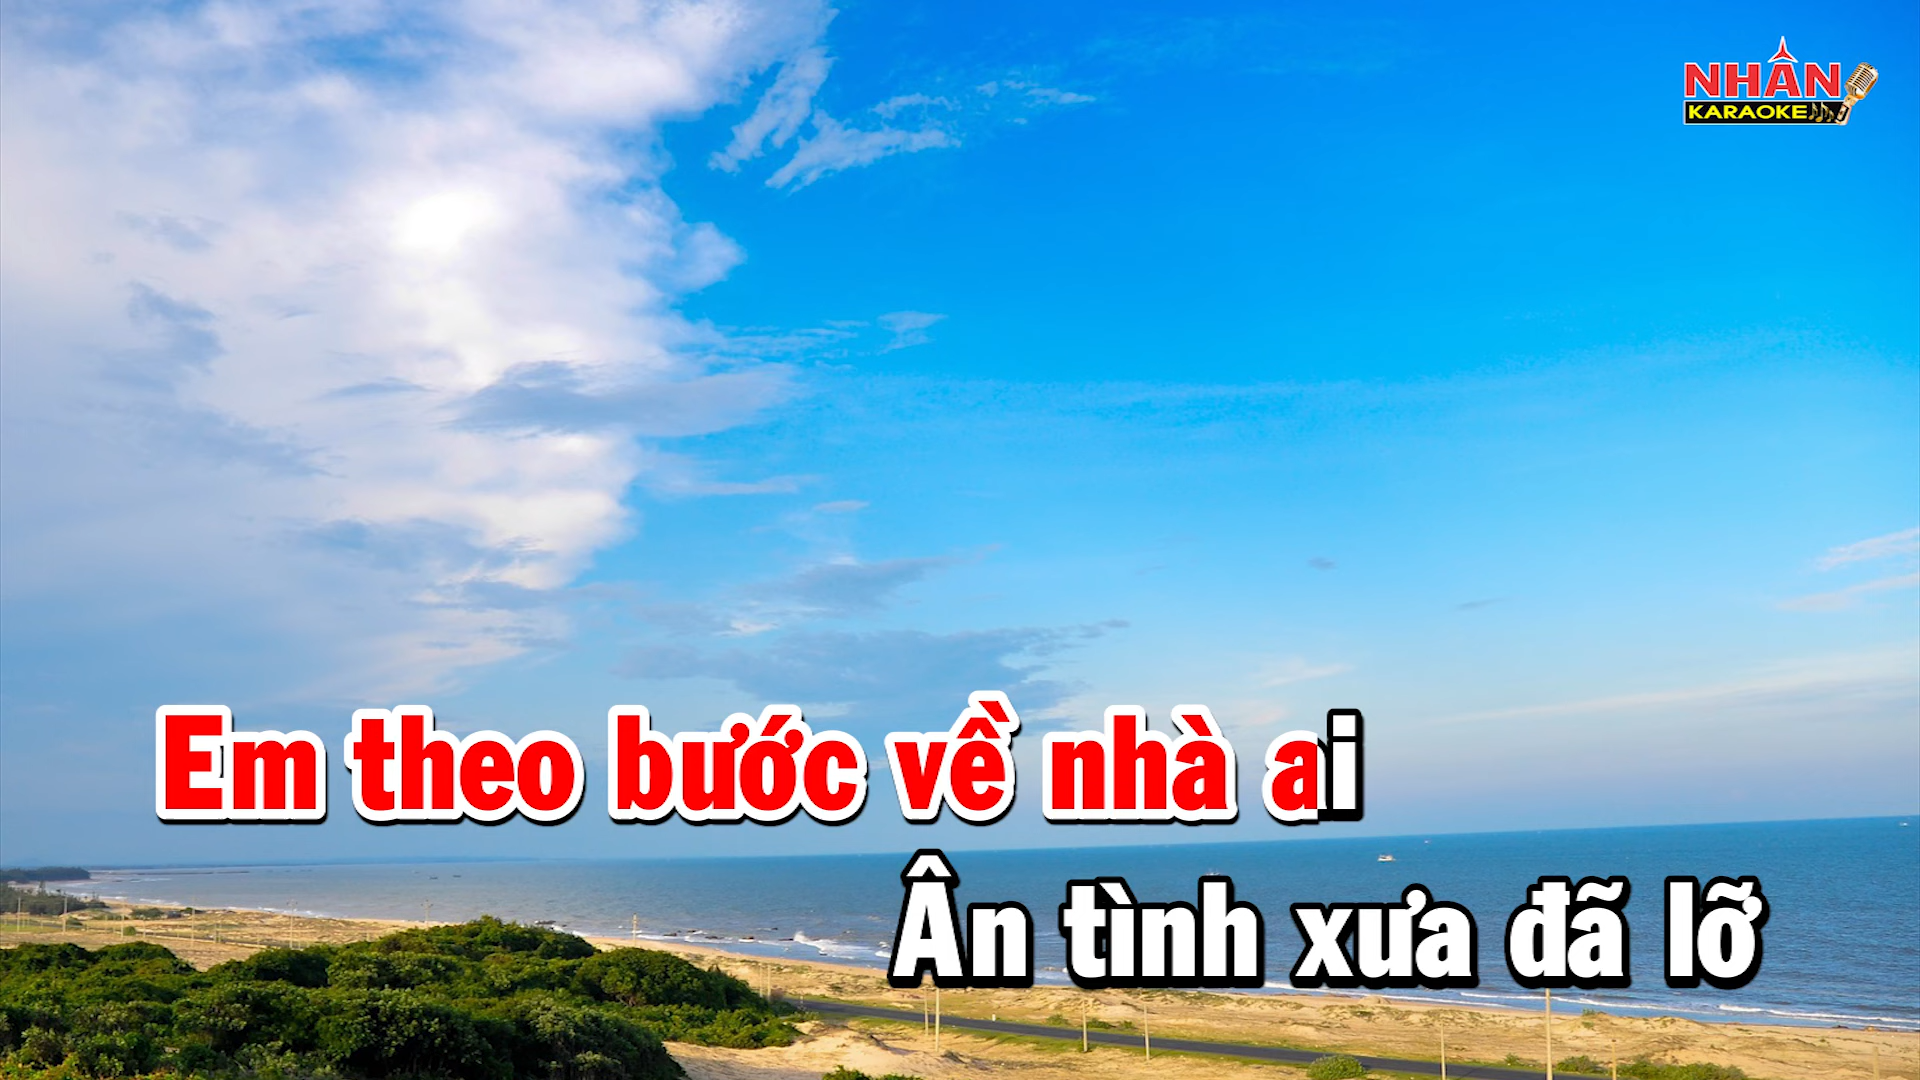 NHÂN
KARAOKE
Em theo bước về nhà ai
Ân tình xưa đã lỡ